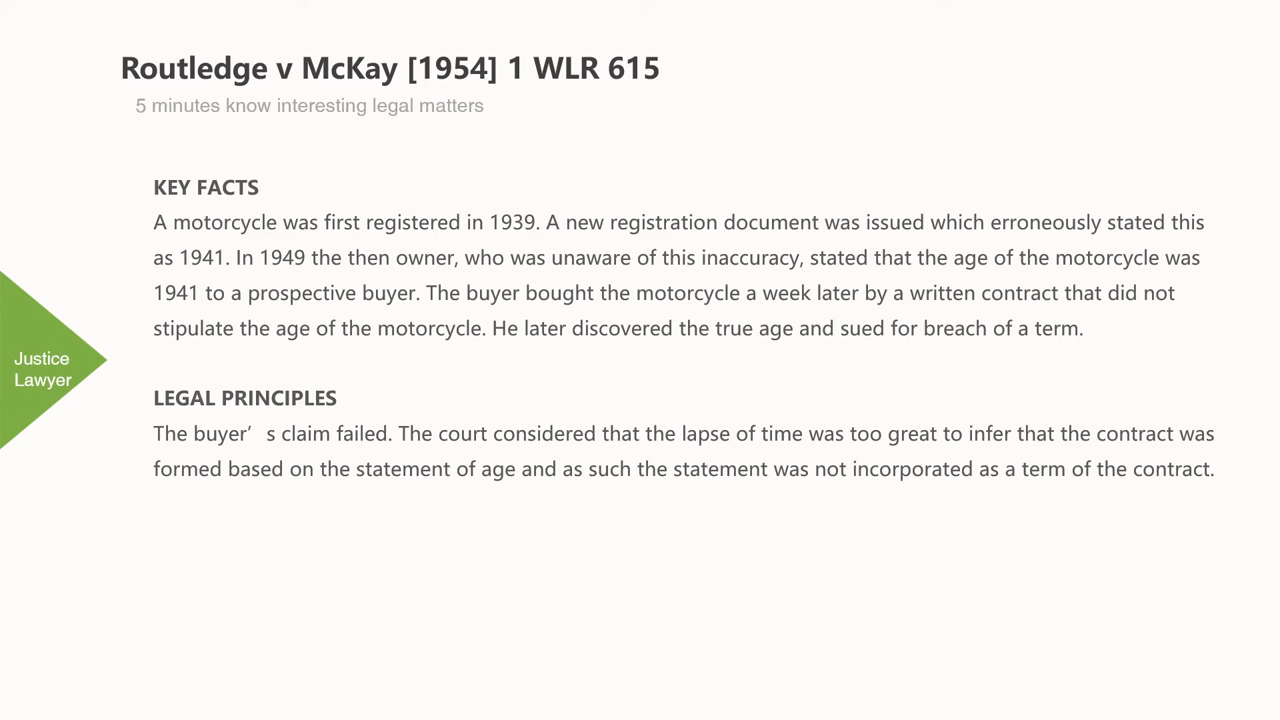 Routledge v McKay [1954] 1 WLR 615
5 minutes know interesting legal matters
KEY FACTS
A motorcycle was first registered in 1939. A new registration document was issued which erroneously stated this
as 1941. In 1949 the then owner, who was unaware of this inaccuracy, stated that the age of the motorcycle was
1941 to a prospective buyer. The buyer bought the motorcycle a week later by a written contract that did not
stipulate the age of the motorcycle. He later discovered the true age and sued for breach of a term.
Justice
Lawyer
LEGAL PRINCIPLES
The buyer’ s claim failed. The court considered that the lapse of time was too great to infer that the contract was
formed based on the statement of age and as such the statement was not incorporated as a term of the contract.